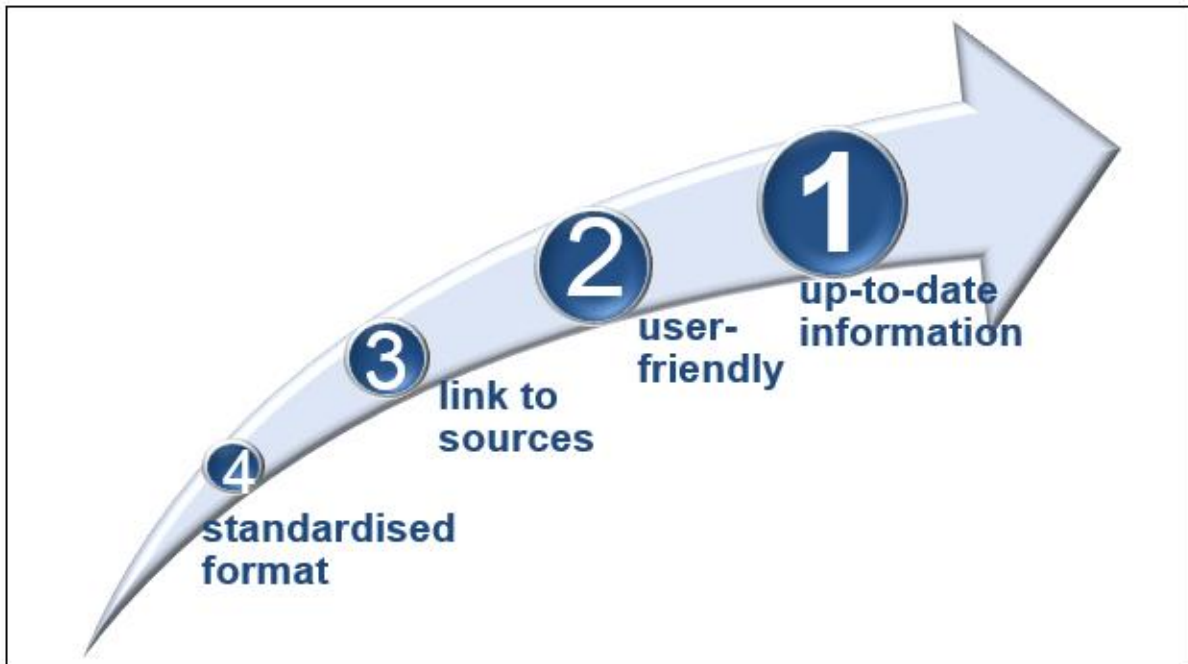 1
up-to-date
information
2
user-
friendly
3
link to
sources
4
standardised
format